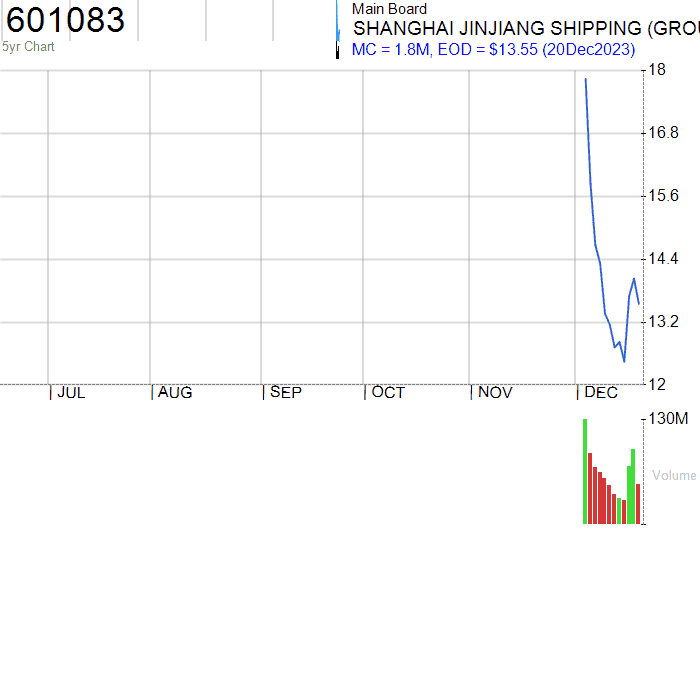 601083
5yr Chart
Main Board
SHANGHAI JINJIANG SHIPPING (GROU
MC = 1.8M, EOD = $13.55 (20Dec2023)
18
16.8
15.6
14.4
13.2
12
JUL AUG SEP OCT NOV DEC
130M
Volume